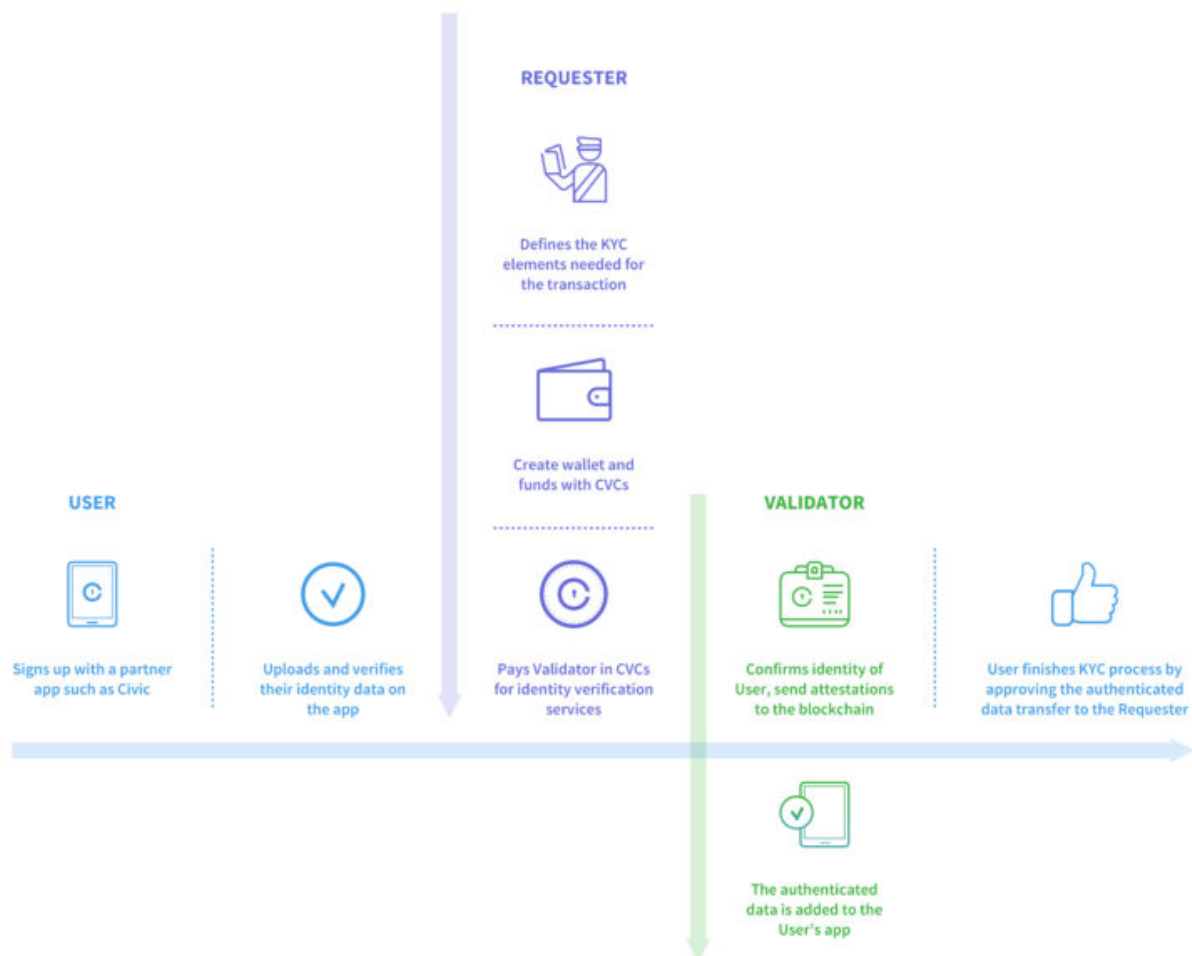 REQUESTER
Defines the KYC
elements needed for
the transaction
Create wallet and
funds with CVCs
USER
VALIDATOR
Signs up with a partner
app such as Civic
Uploads and verifies
their identity data on
the app
Pays Validator in CVCs
for identity verification
services
Confirms identity of
User, send attestations
to the blockchain
User finishes KYC process by
approving the authenticated
data transfer to the Requester
The authenticated
data is added to the
User's app